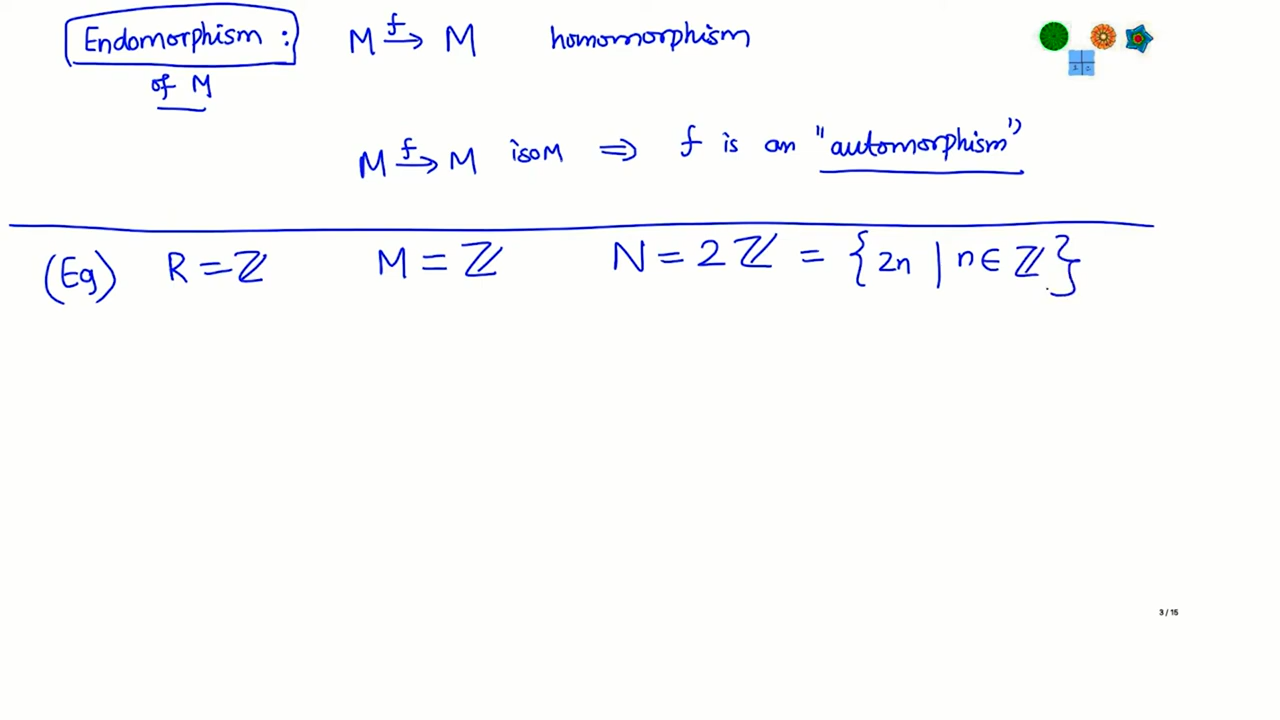 Endomorphism : M —f→ M homomorphism
of M
M —f→ M isom ⇒ f is an "automorphism"
(Eg) R = ℤ M = ℤ N = 2ℤ = {2n | n ∈ ℤ}
3 / 15